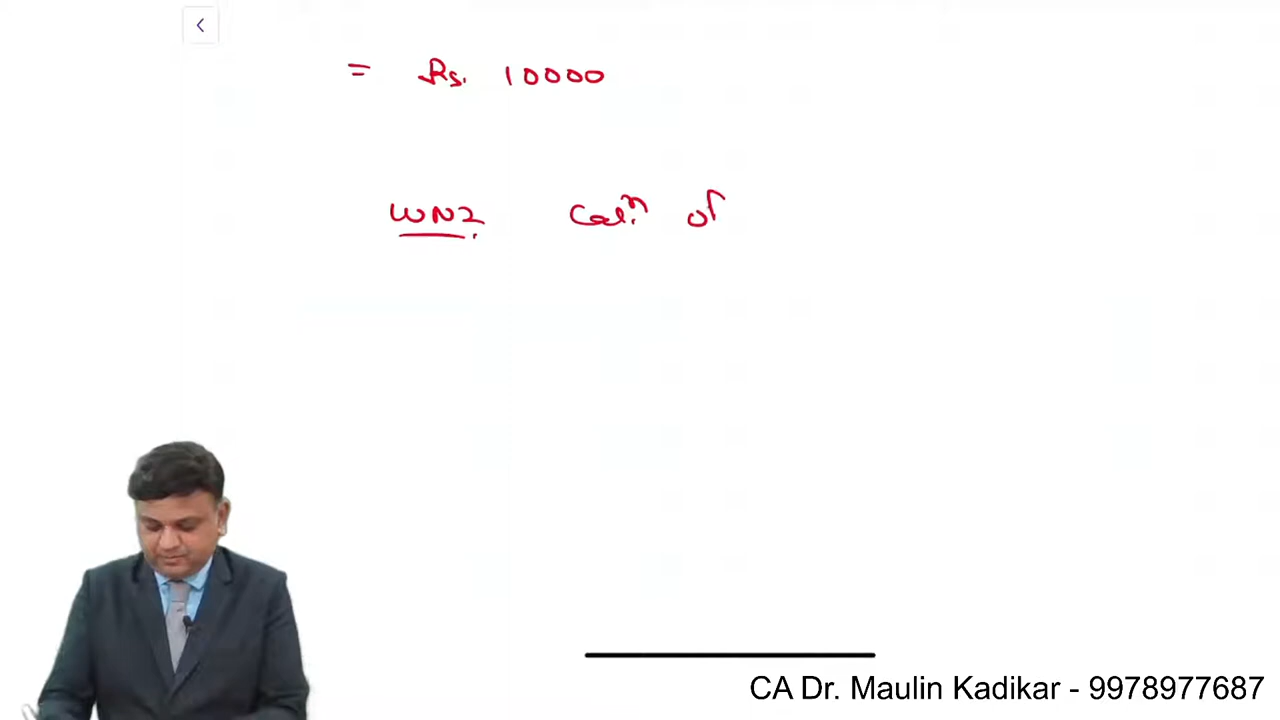 = Rs. 10000
WN2 Calⁿ of
CA Dr. Maulin Kadikar - 9978977687